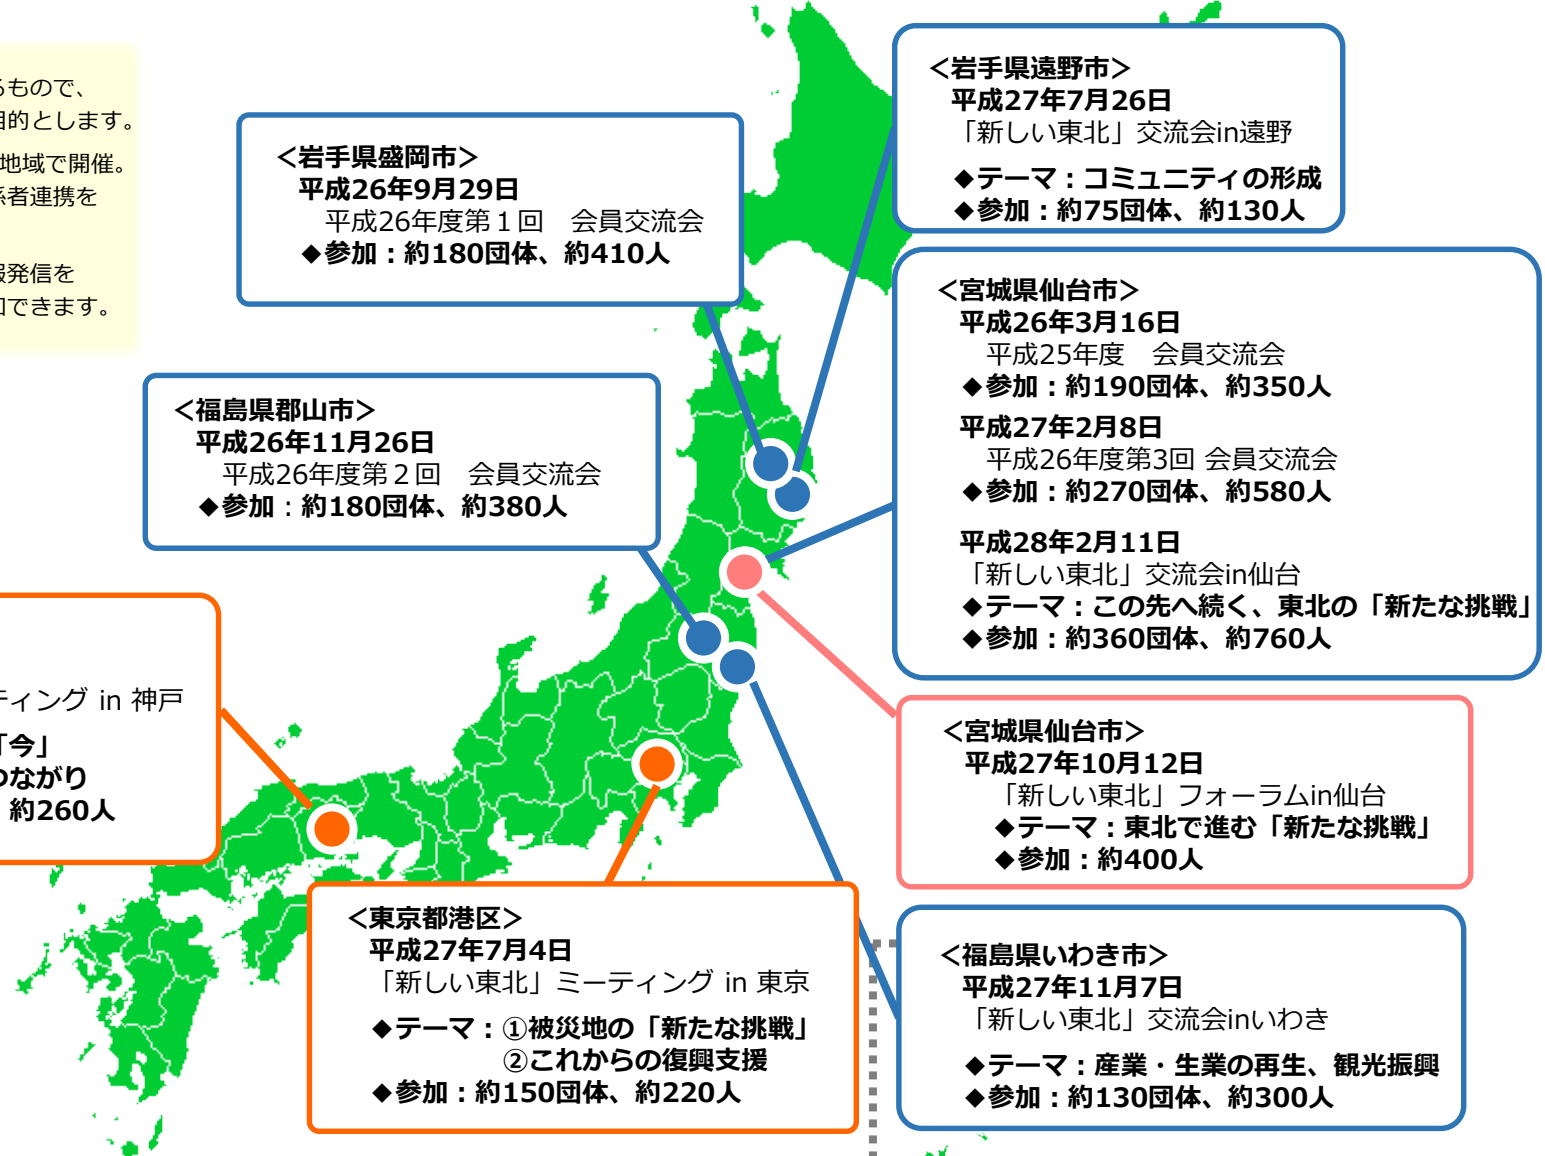 るもので、
目的とします。
地域で開催。
係者連携を
報発信を
加できます。
＜岩手県盛岡市＞
平成26年9月29日
平成26年度第１回　会員交流会
◆参加：約180団体、約410人
＜岩手県遠野市＞
平成27年7月26日
「新しい東北」交流会in遠野
◆テーマ：コミュニティの形成
◆参加：約75団体、約130人
＜宮城県仙台市＞
平成26年3月16日
平成25年度　会員交流会
◆参加：約190団体、約350人
平成27年2月8日
平成26年度第3回 会員交流会
◆参加：約270団体、約580人
平成28年2月11日
「新しい東北」交流会in仙台
◆テーマ：この先へ続く、東北の「新たな挑戦」
◆参加：約360団体、約760人
＜福島県郡山市＞
平成26年11月26日
平成26年度第２回　会員交流会
◆参加：約180団体、約380人
ティング in 神戸
「今」
つながり
約260人
＜宮城県仙台市＞
平成27年10月12日
「新しい東北」フォーラムin仙台
◆テーマ：東北で進む「新たな挑戦」
◆参加：約400人
＜東京都港区＞
平成27年7月4日
「新しい東北」ミーティング in 東京
◆テーマ：①被災地の「新たな挑戦」
②これからの復興支援
◆参加：約150団体、約220人
＜福島県いわき市＞
平成27年11月7日
「新しい東北」交流会inいわき
◆テーマ：産業・生業の再生、観光振興
◆参加：約130団体、約300人